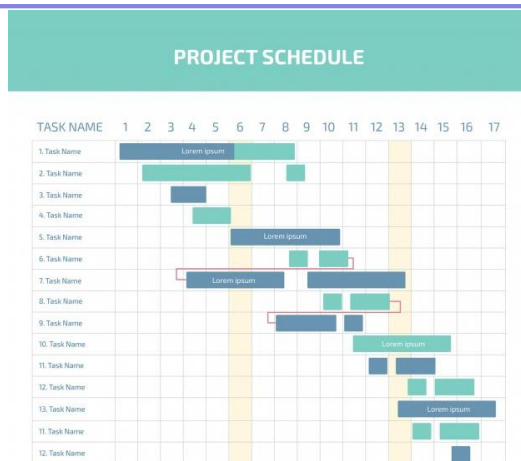 PROJECT SCHEDULE
TASK NAME 1 2 3 4 5 6 7 8 9 10 11 12 13 14 15 16 17
1. Task Name Lorem ipsum
2. Task Name
3. Task Name
4. Task Name
5. Task Name Lorem ipsum
6. Task Name
7. Task Name Lorem ipsum
8. Task Name
9. Task Name
10. Task Name Lorem ipsum
11. Task Name
12. Task Name
13. Task Name Lorem ipsum
11. Task Name
12. Task Name